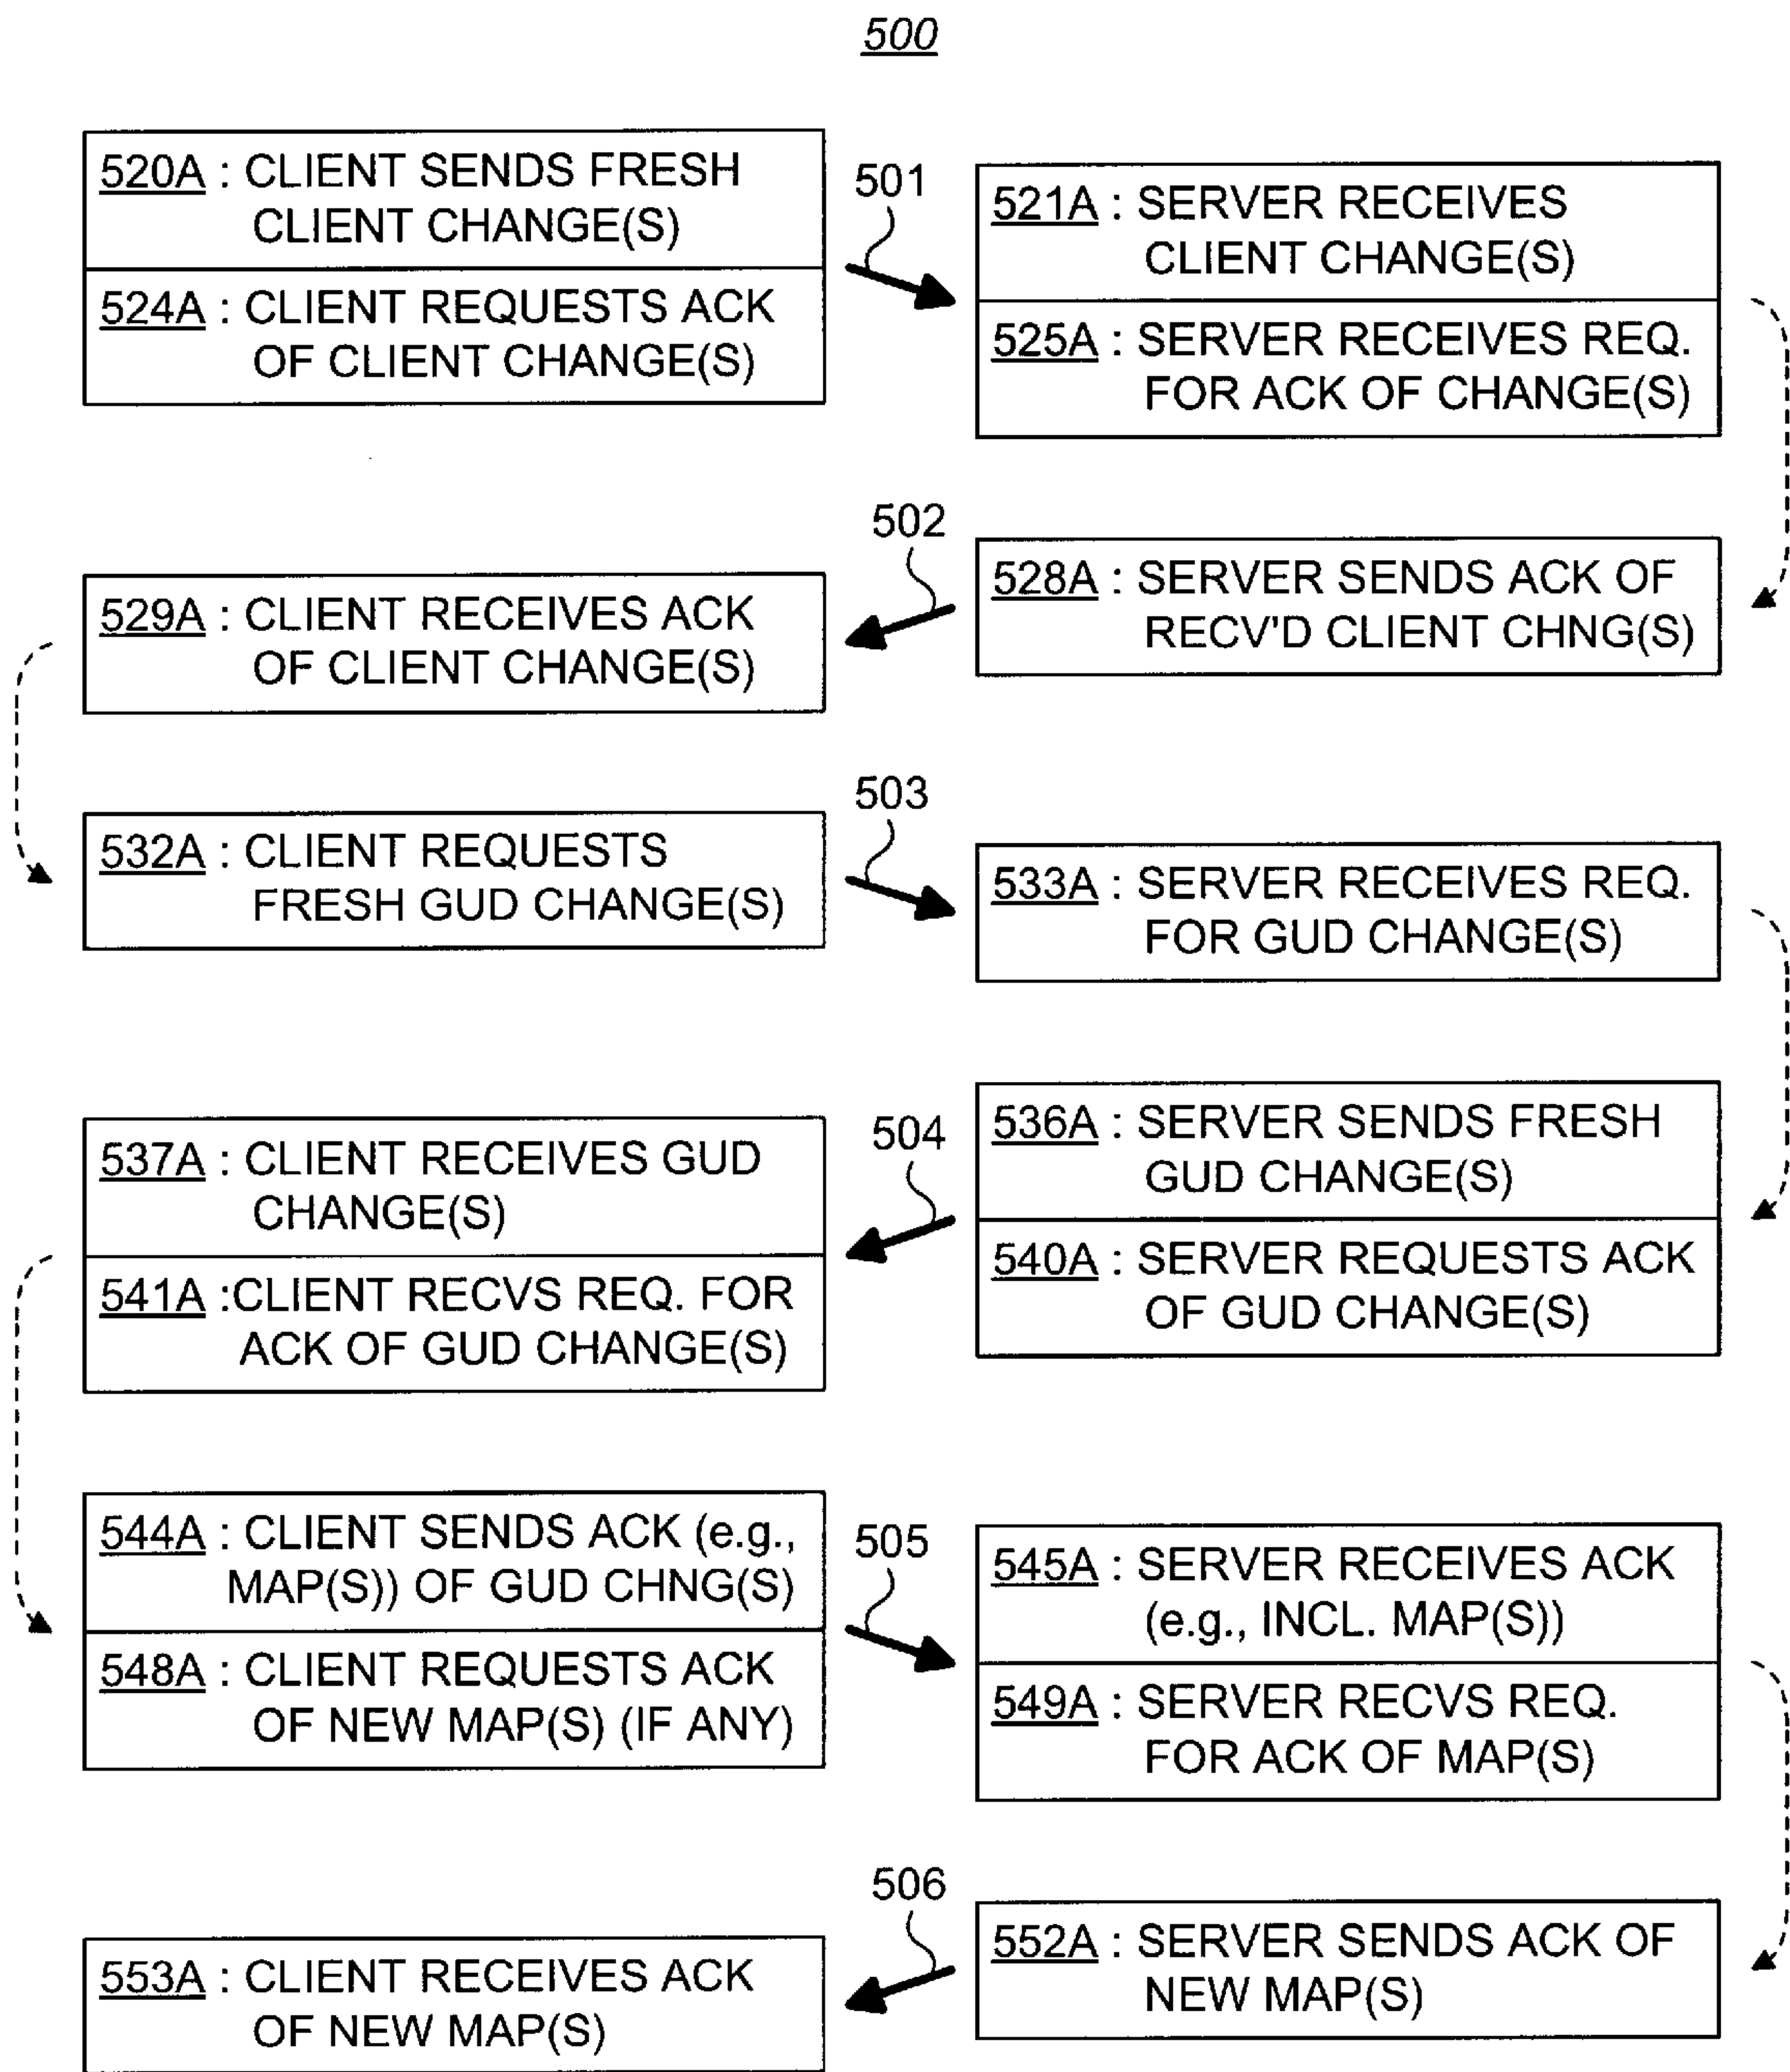 500
520A : CLIENT SENDS FRESH
CLIENT CHANGE(S)
524A : CLIENT REQUESTS ACK
OF CLIENT CHANGE(S)
501
521A : SERVER RECEIVES
CLIENT CHANGE(S)
525A : SERVER RECEIVES REQ.
FOR ACK OF CHANGE(S)
502
528A : SERVER SENDS ACK OF
RECV'D CLIENT CHNG(S)
529A : CLIENT RECEIVES ACK
OF CLIENT CHANGE(S)
532A : CLIENT REQUESTS
FRESH GUD CHANGE(S)
503
533A : SERVER RECEIVES REQ.
FOR GUD CHANGE(S)
504
536A : SERVER SENDS FRESH
GUD CHANGE(S)
540A : SERVER REQUESTS ACK
OF GUD CHANGE(S)
537A : CLIENT RECEIVES GUD
CHANGE(S)
541A :CLIENT RECVS REQ. FOR
ACK OF GUD CHANGE(S)
544A : CLIENT SENDS ACK (e.g.,
MAP(S)) OF GUD CHNG(S)
548A : CLIENT REQUESTS ACK
OF NEW MAP(S) (IF ANY)
505
545A : SERVER RECEIVES ACK
(e.g., INCL. MAP(S))
549A : SERVER RECVS REQ.
FOR ACK OF MAP(S)
506
552A : SERVER SENDS ACK OF
NEW MAP(S)
553A : CLIENT RECEIVES ACK
OF NEW MAP(S)